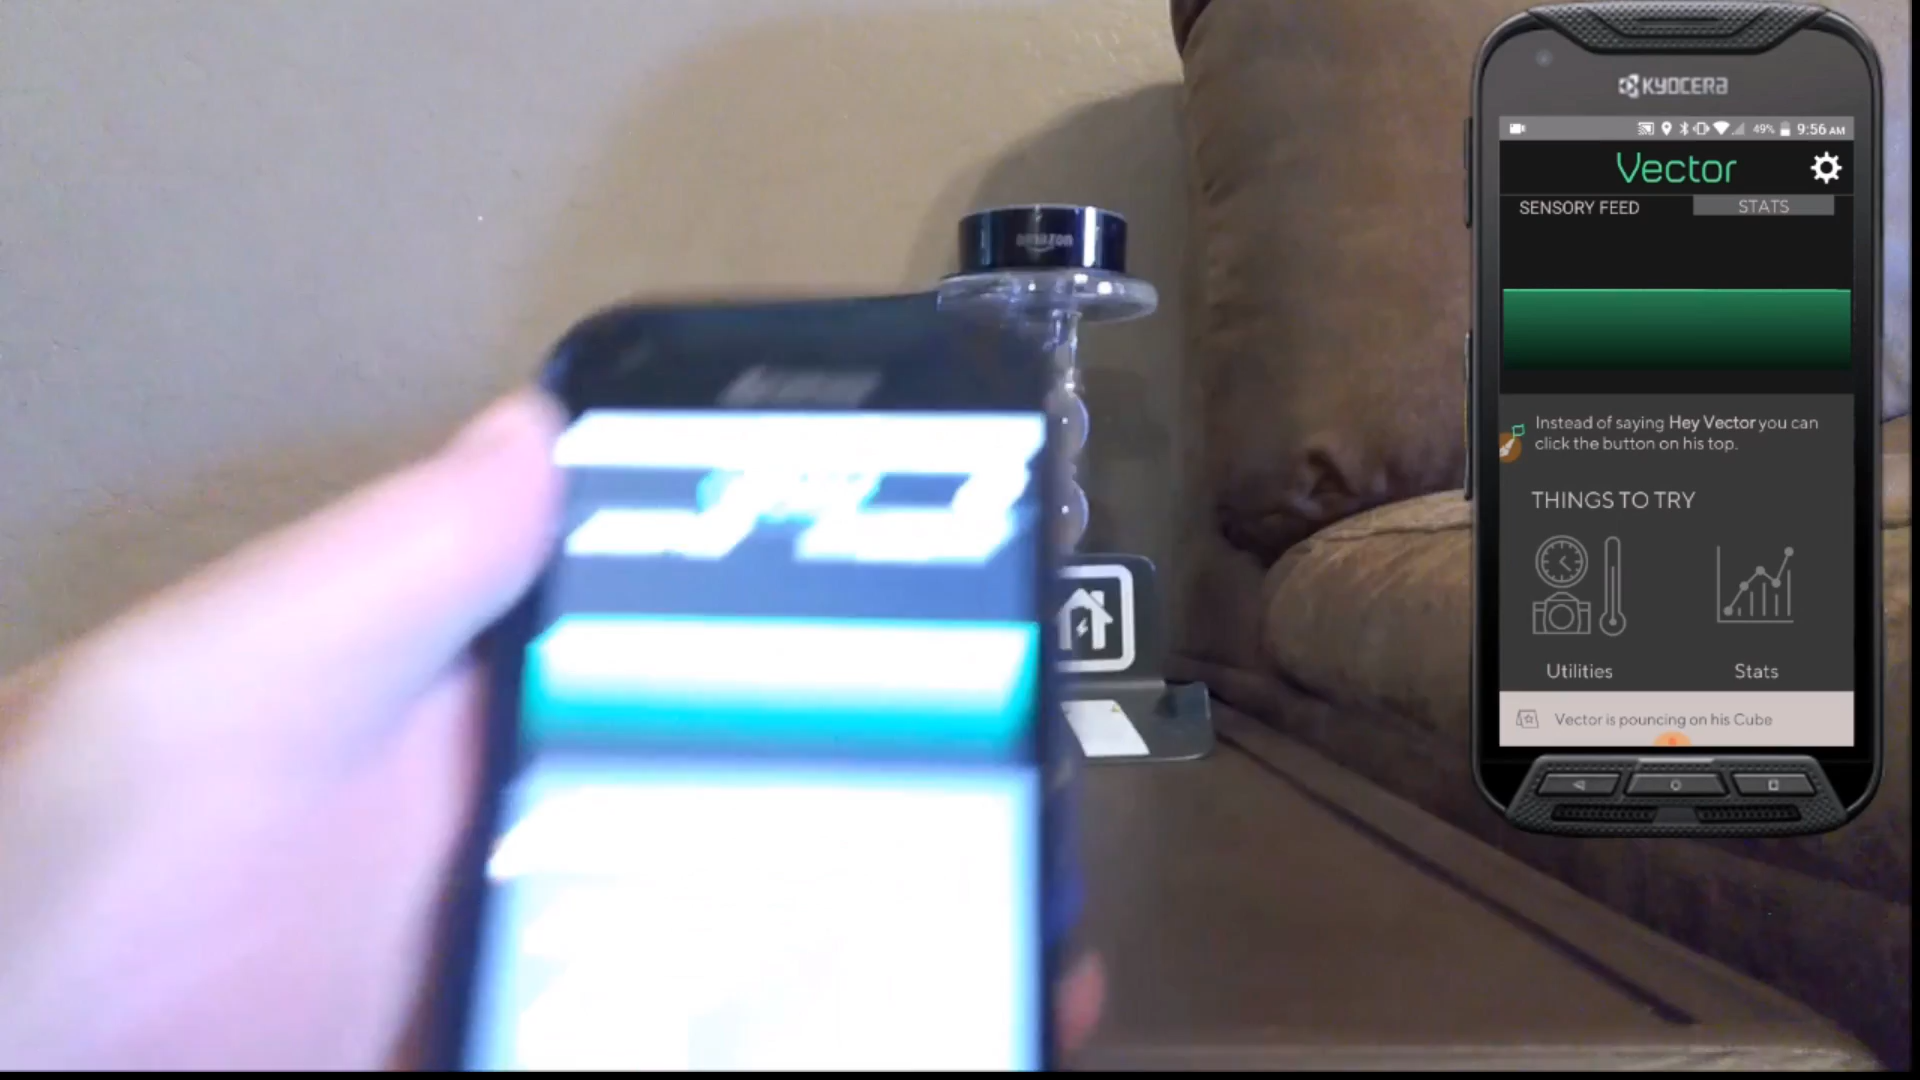 amazon
KYOCERA
49% 9:56 AM
Vector
SENSORY FEED
STATS
Instead of saying Hey Vector you can
click the button on his top.
THINGS TO TRY
Utilities
Stats
Vector is pouncing on his Cube